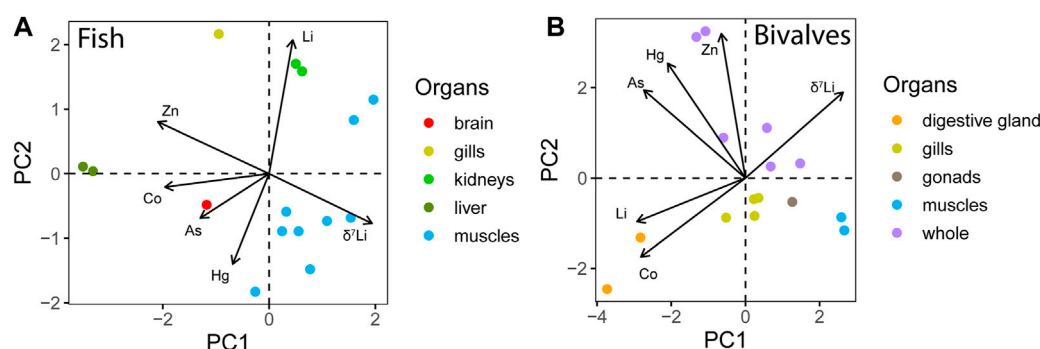 A
Fish
PC2
2
1
0
−1
−2
Li
Zn
Co
As
Hg
δ⁷Li
−2
0
2
PC1
Organs
brain
gills
kidneys
liver
muscles
B
Bivalves
2
0
−2
Zn
Hg
As
δ⁷Li
Li
Co
−4
−2
0
2
PC1
PC2
Organs
digestive gland
gills
gonads
muscles
whole